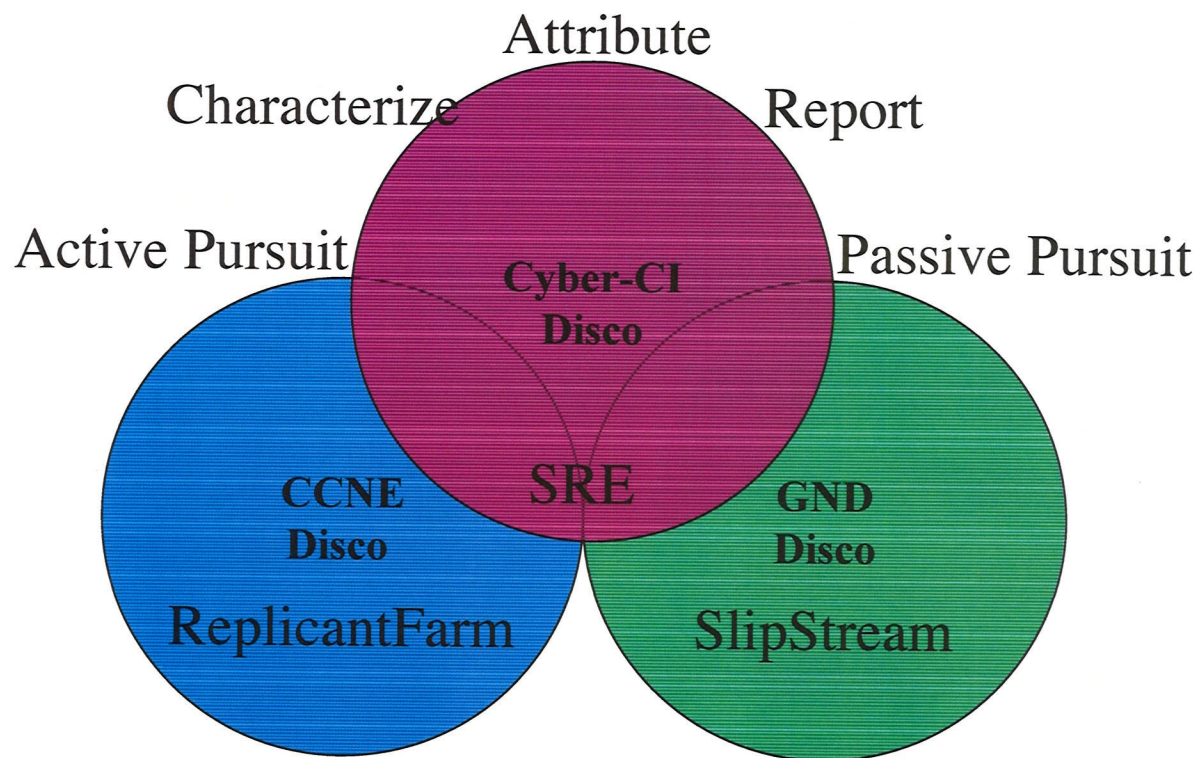 Attribute
Characterize
Report
Active Pursuit
Passive Pursuit
Cyber-CI
Disco
SRE
CCNE
Disco
GND
Disco
ReplicantFarm
SlipStream